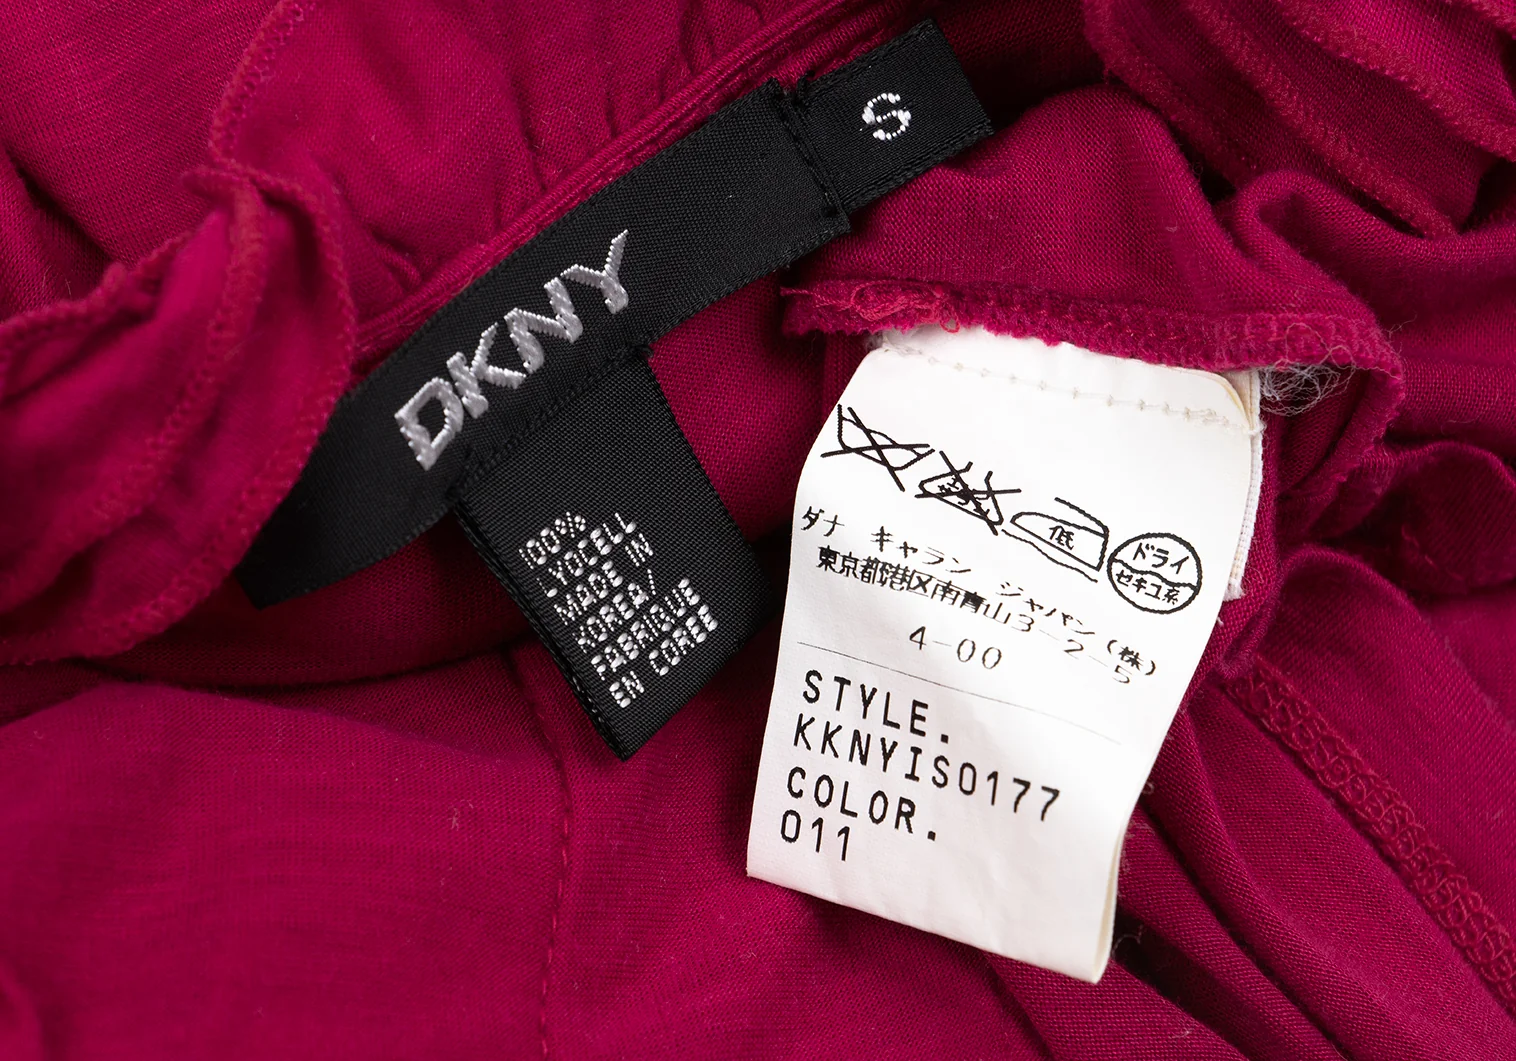 S
DKNY
100%
LYOCELL
MADE IN
KOREA/
FABRIQUE
EN COREE
低
ドライ
セキユ系
ダナ キャラン ジャパン (株)
東京都港区南青山3-2-5
4-00
STYLE.
KKNYIS0177
COLOR.
011